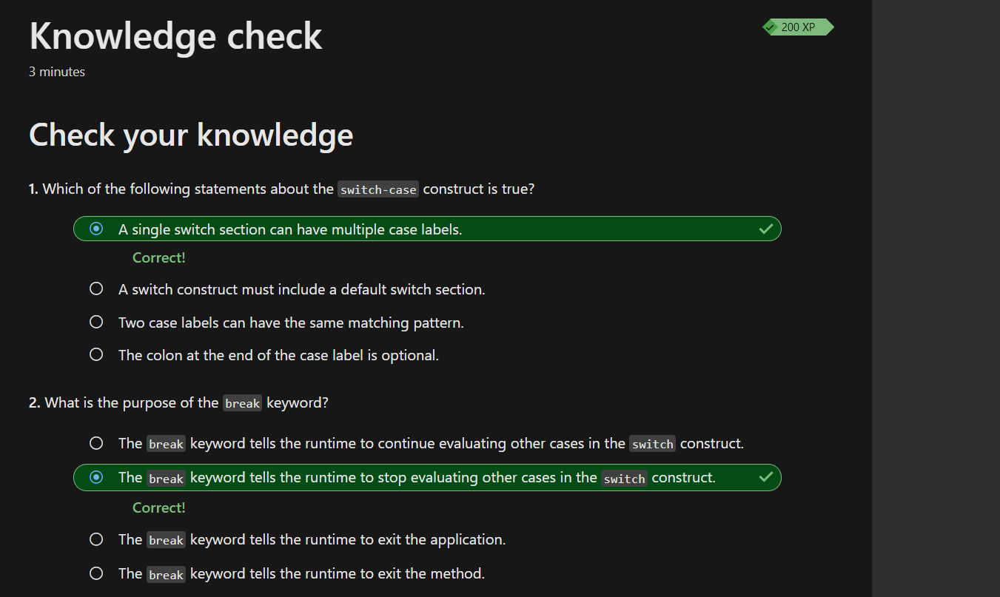 Knowledge check
200 XP
3 minutes
Check your knowledge
1. Which of the following statements about the switch-case construct is true?
A single switch section can have multiple case labels.
Correct!
A switch construct must include a default switch section.
Two case labels can have the same matching pattern.
The colon at the end of the case label is optional.
2. What is the purpose of the break keyword?
The break keyword tells the runtime to continue evaluating other cases in the switch construct.
The break keyword tells the runtime to stop evaluating other cases in the switch construct.
Correct!
The break keyword tells the runtime to exit the application.
The break keyword tells the runtime to exit the method.